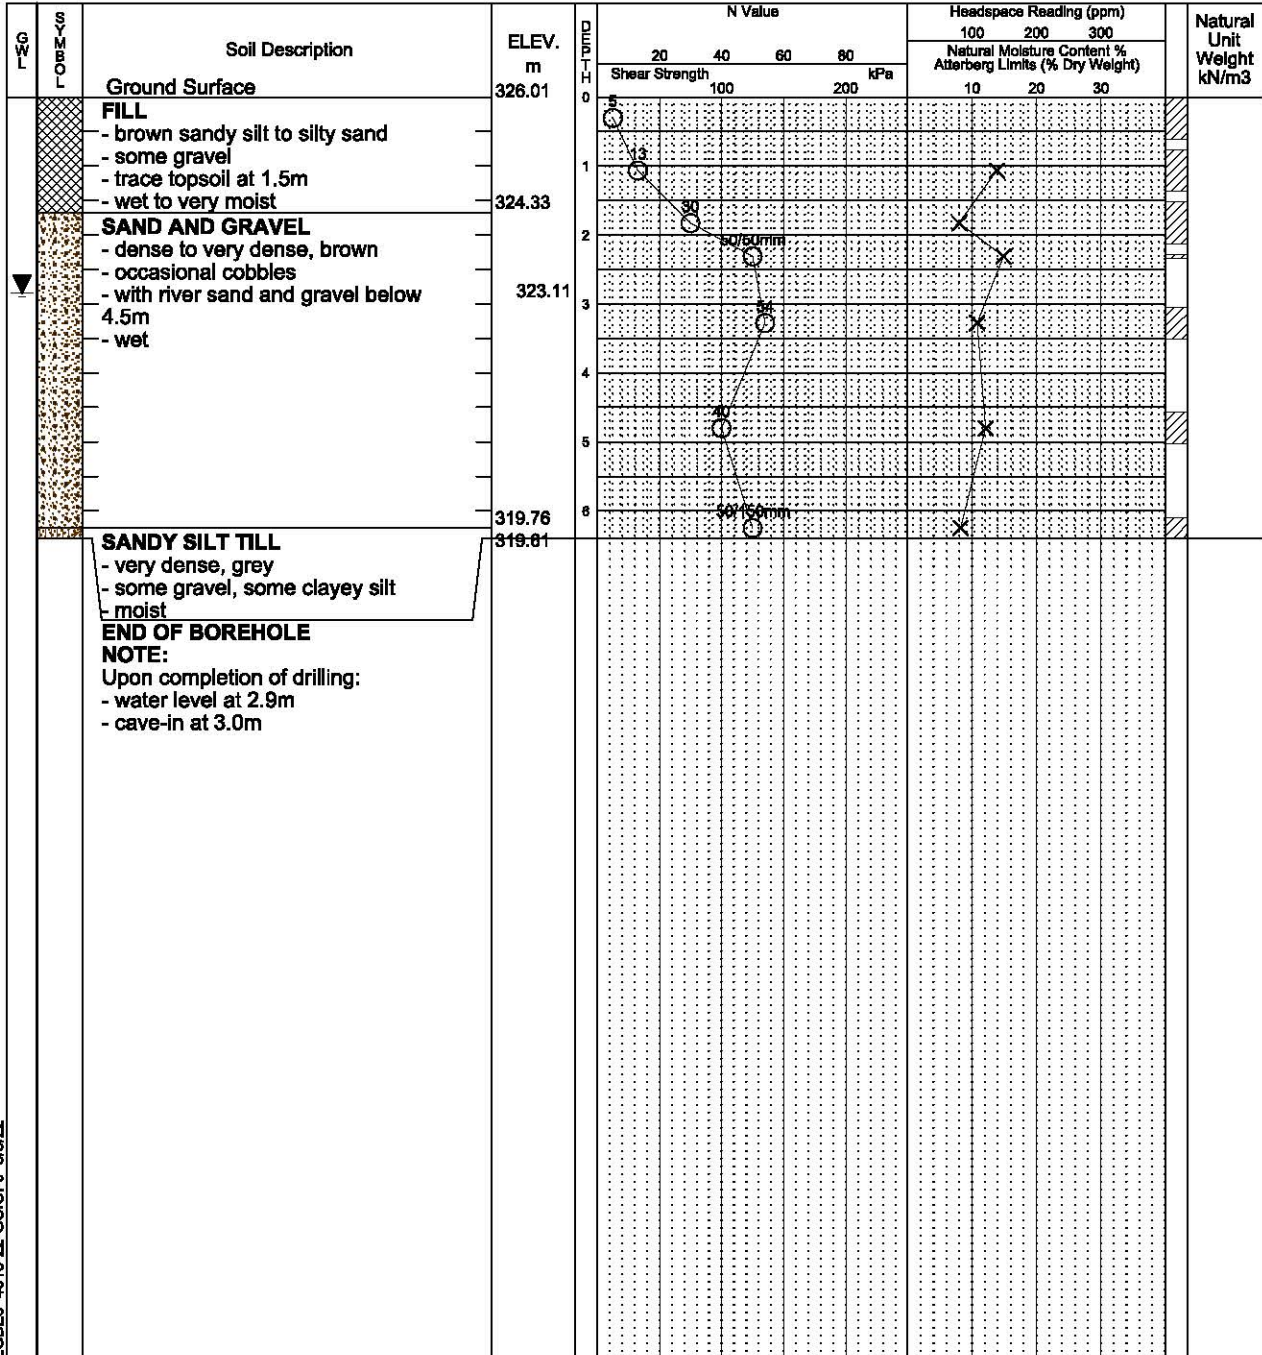 GWL
SYMBOL
Soil Description
ELEV.
m
DEPTH
N Value
20 40 60 80
Shear Strength kPa
100 200
Headspace Reading (ppm)
100 200 300
Natural Moisture Content %
Atterberg Limits (% Dry Weight)
10 20 30
Natural
Unit
Weight
kN/m3
Ground Surface
326.01
0
FILL
- brown sandy silt to silty sand
- some gravel
- trace topsoil at 1.5m
- wet to very moist
324.33
SAND AND GRAVEL
- dense to very dense, brown
- occasional cobbles
- with river sand and gravel below
4.5m
- wet
323.11
319.76
319.61
5
13
30
50/50mm
54
40
50/150mm
1
2
3
4
5
6
SANDY SILT TILL
- very dense, grey
- some gravel, some clayey silt
- moist
END OF BOREHOLE
NOTE:
Upon completion of drilling:
- water level at 2.9m
- cave-in at 3.0m